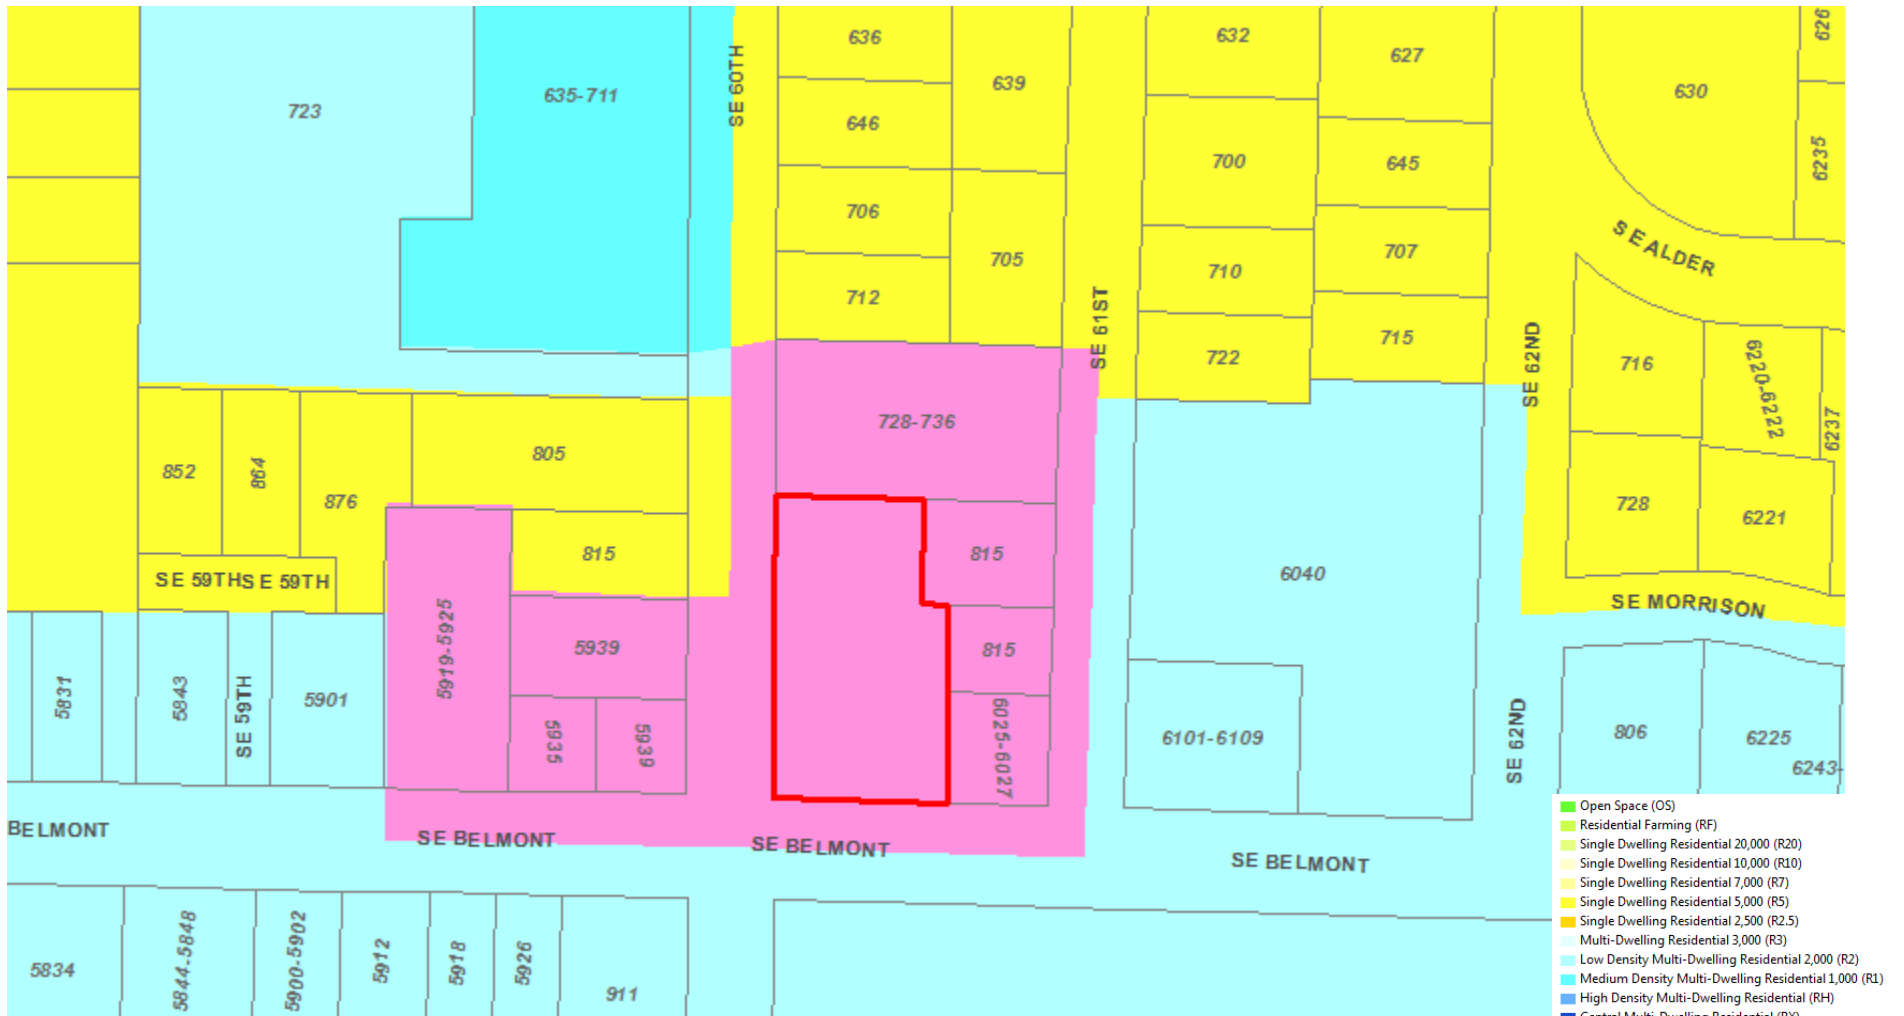 636
632
627
626
639
630
723
635-711
SE 60TH
646
700
645
6235
706
705
710
707
SE ALDER
712
SE 61ST
722
715
SE 62ND
716
6220-6222
6237
728-736
852
864
876
805
815
815
6040
728
6221
SE 59TH
SE 59TH
SE MORRISON
5831
5843
SE 59TH
5901
5919-5925
5939
5935
5939
815
6025-6027
6101-6109
SE 62ND
806
6225
6243-
BELMONT
SE BELMONT
SE BELMONT
SE BELMONT
5834
5844-5848
5900-5902
5912
5918
5926
911
Open Space (OS)
Residential Farming (RF)
Single Dwelling Residential 20,000 (R20)
Single Dwelling Residential 10,000 (R10)
Single Dwelling Residential 7,000 (R7)
Single Dwelling Residential 5,000 (R5)
Single Dwelling Residential 2,500 (R2.5)
Multi-Dwelling Residential 3,000 (R3)
Low Density Multi-Dwelling Residential 2,000 (R2)
Medium Density Multi-Dwelling Residential 1,000 (R1)
High Density Multi-Dwelling Residential (RH)
Central Multi-Dwelling Residential (RX)